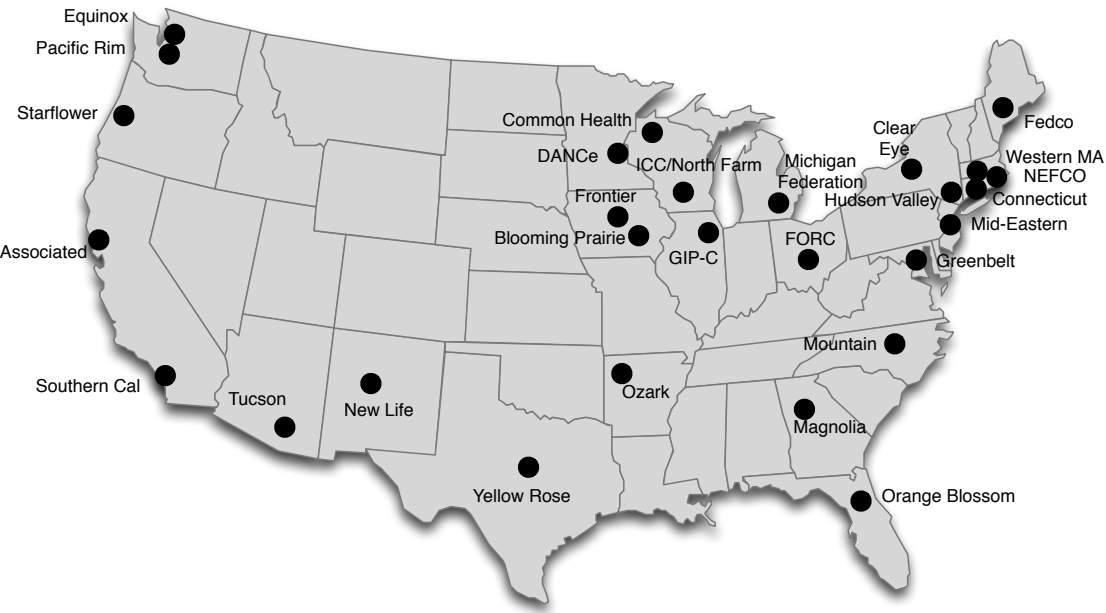 Equinox
Pacific Rim
Starflower
Associated
Southern Cal
Tucson
New Life
Yellow Rose
Common Health
DANCe
ICC/North Farm
Frontier
Blooming Prairie
GIP-C
Michigan
Federation
FORC
Ozark
Clear
Eye
Fedco
Western MA
NEFCO
Connecticut
Hudson Valley
Mid-Eastern
Greenbelt
Mountain
Magnolia
Orange Blossom